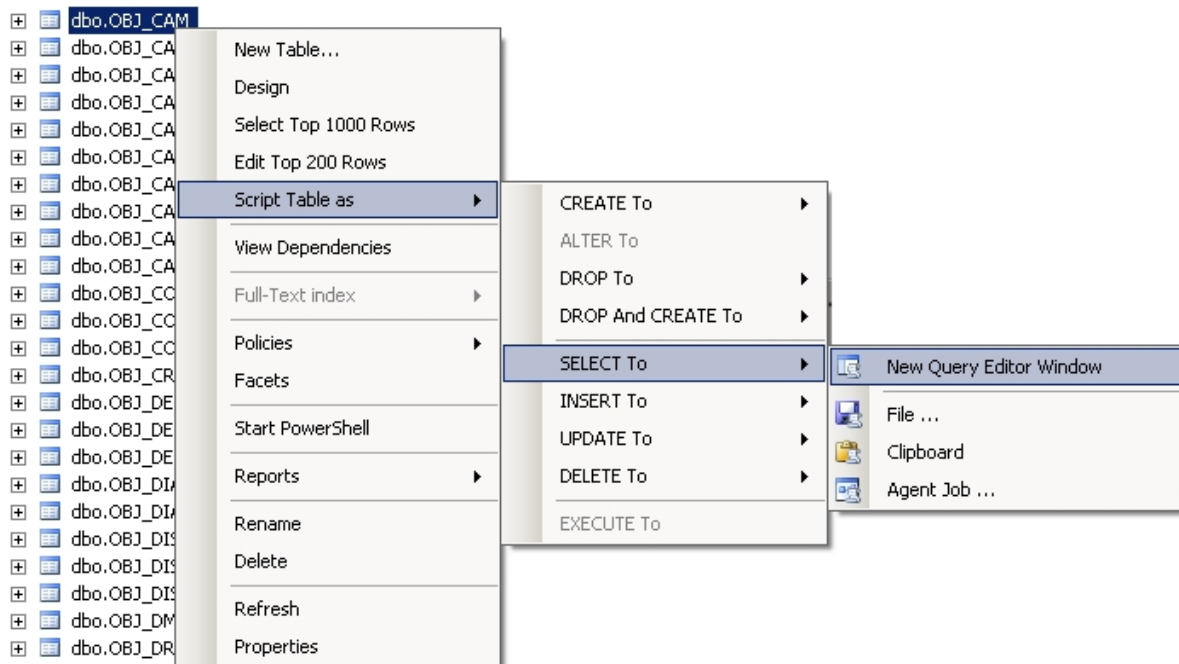 dbo.OBJ_CAM
dbo.OBJ_CA
dbo.OBJ_CA
dbo.OBJ_CA
dbo.OBJ_CA
dbo.OBJ_CA
dbo.OBJ_CA
dbo.OBJ_CA
dbo.OBJ_CA
dbo.OBJ_CA
dbo.OBJ_CO
dbo.OBJ_CO
dbo.OBJ_CO
dbo.OBJ_CR
dbo.OBJ_DE
dbo.OBJ_DE
dbo.OBJ_DE
dbo.OBJ_DIA
dbo.OBJ_DIA
dbo.OBJ_DIS
dbo.OBJ_DIS
dbo.OBJ_DIS
dbo.OBJ_DM
dbo.OBJ_DR
New Table...
Design
Select Top 1000 Rows
Edit Top 200 Rows
Script Table as
View Dependencies
Full-Text index
Policies
Facets
Start PowerShell
Reports
Rename
Delete
Refresh
Properties
CREATE To
ALTER To
DROP To
DROP And CREATE To
SELECT To
INSERT To
UPDATE To
DELETE To
EXECUTE To
New Query Editor Window
File ...
Clipboard
Agent Job ...